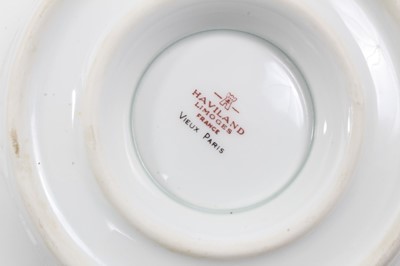 HAVILAND
LIMOGES
FRANCE
VIEUX PARIS